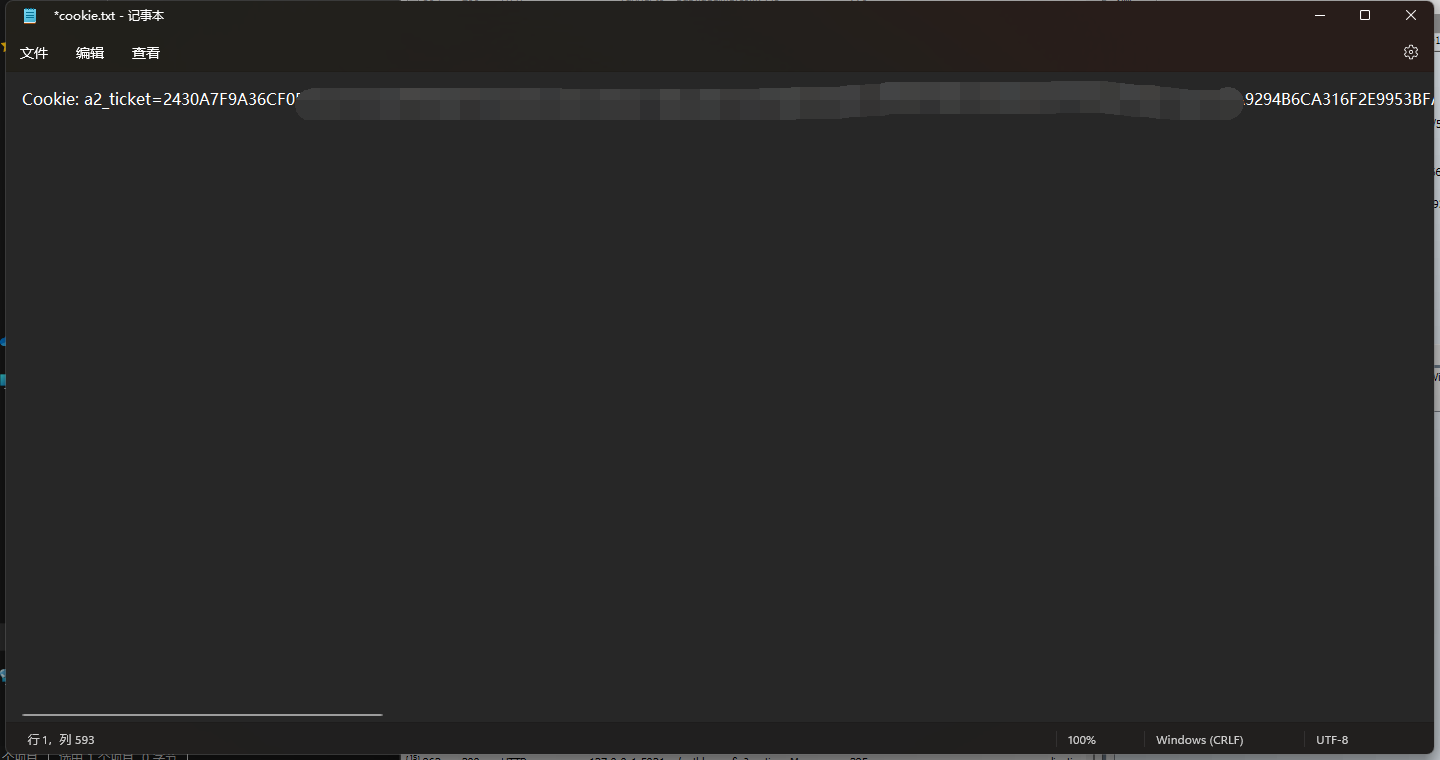 *cookie.txt - 记事本
文件 编辑 查看
Cookie: a2_ticket=2430A7F9A36CF0 9294B6CA316F2E9953BFA
行 1，列 593 100% Windows (CRLF) UTF-8